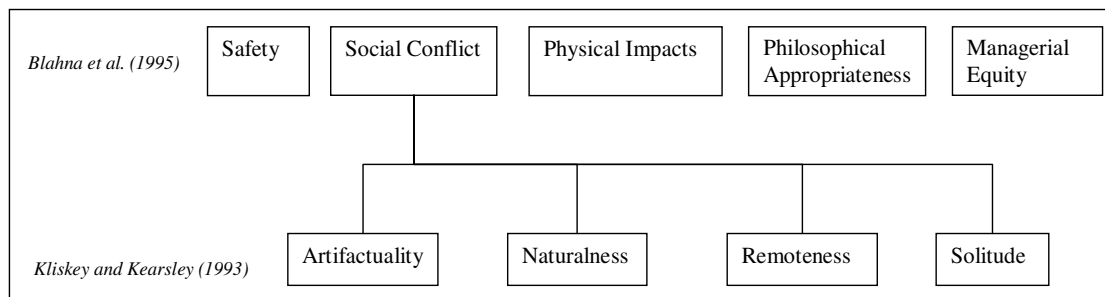 Blahna et al. (1995)
Safety
Social Conflict
Physical Impacts
Philosophical
Appropriateness
Managerial
Equity
Kliskey and Kearsley (1993)
Artifactuality
Naturalness
Remoteness
Solitude